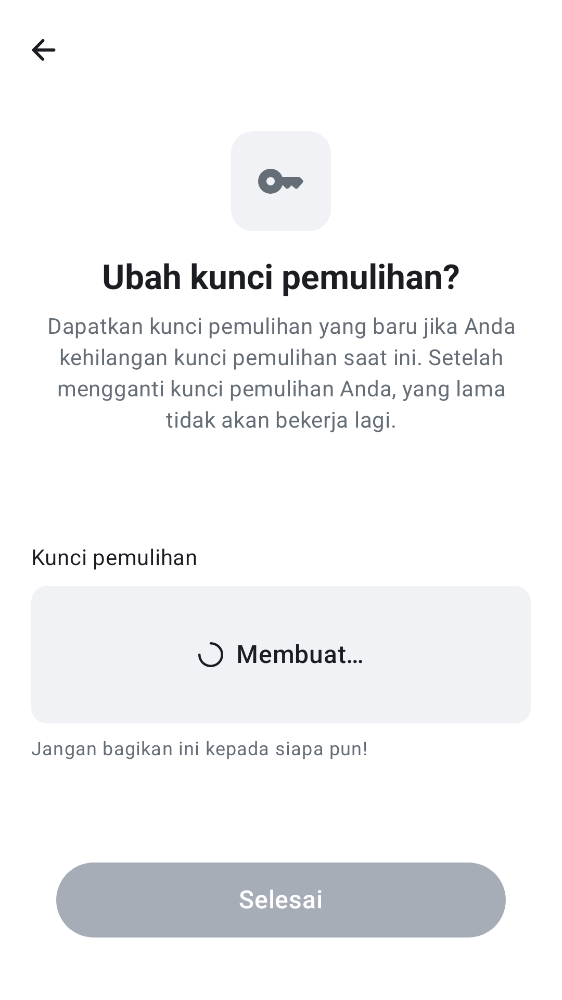 Ubah kunci pemulihan?
Dapatkan kunci pemulihan yang baru jika Anda
kehilangan kunci pemulihan saat ini. Setelah
mengganti kunci pemulihan Anda, yang lama
tidak akan bekerja lagi.
Kunci pemulihan
Membuat…
Jangan bagikan ini kepada siapa pun!
Selesai